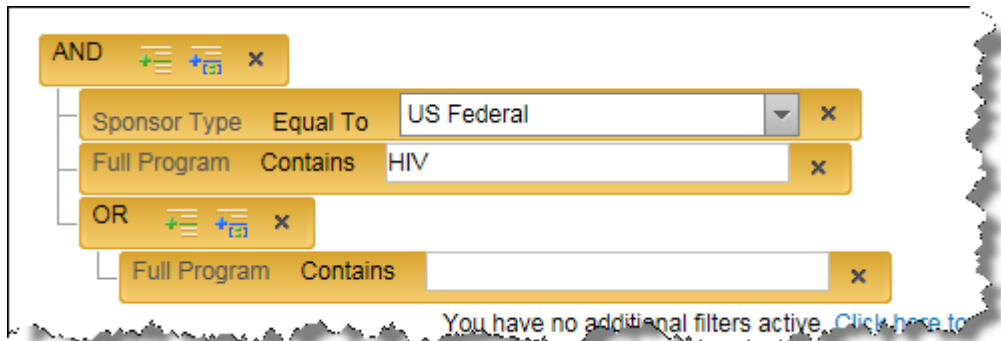 AND
Sponsor Type Equal To US Federal
Full Program Contains HIV
OR
Full Program Contains
You have no additional filters active. Click here to